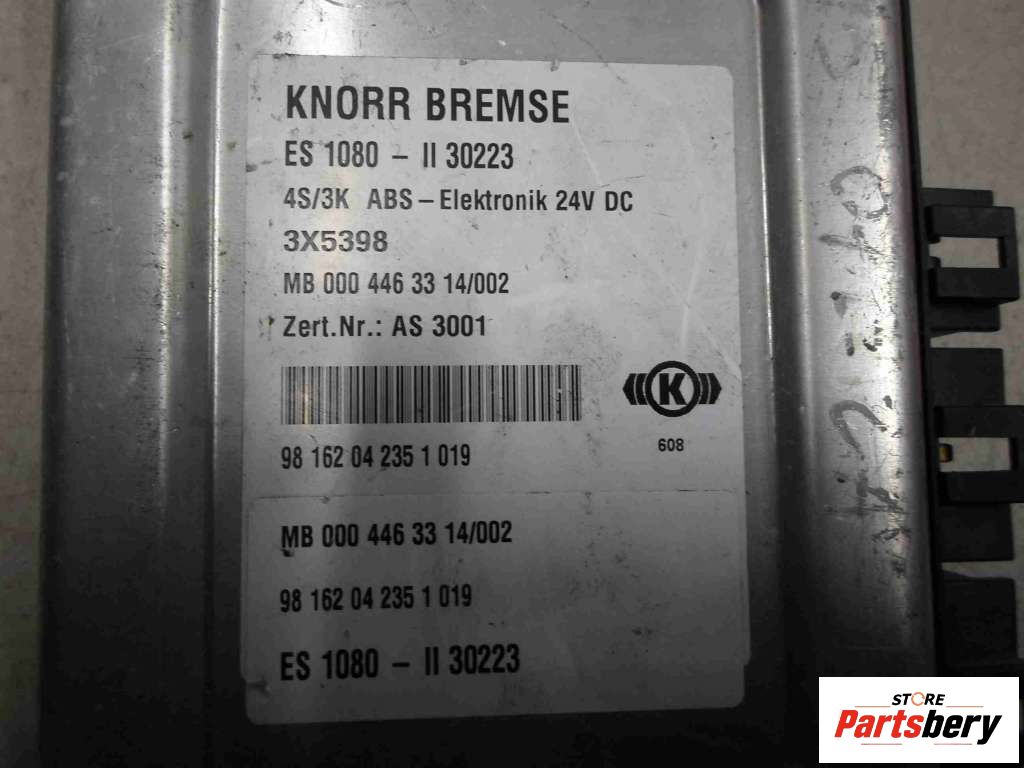 KNORR BREMSE
ES 1080 – II 30223
4S/3K ABS – Elektronik 24V DC
3X5398
MB 000 446 33 14/002
Zert.Nr.: AS 3001
K
98 162 04 235 1 019
608
MB 000 446 33 14/002
98 162 04 235 1 019
ES 1080 – II 30223
STORE
Partsbery